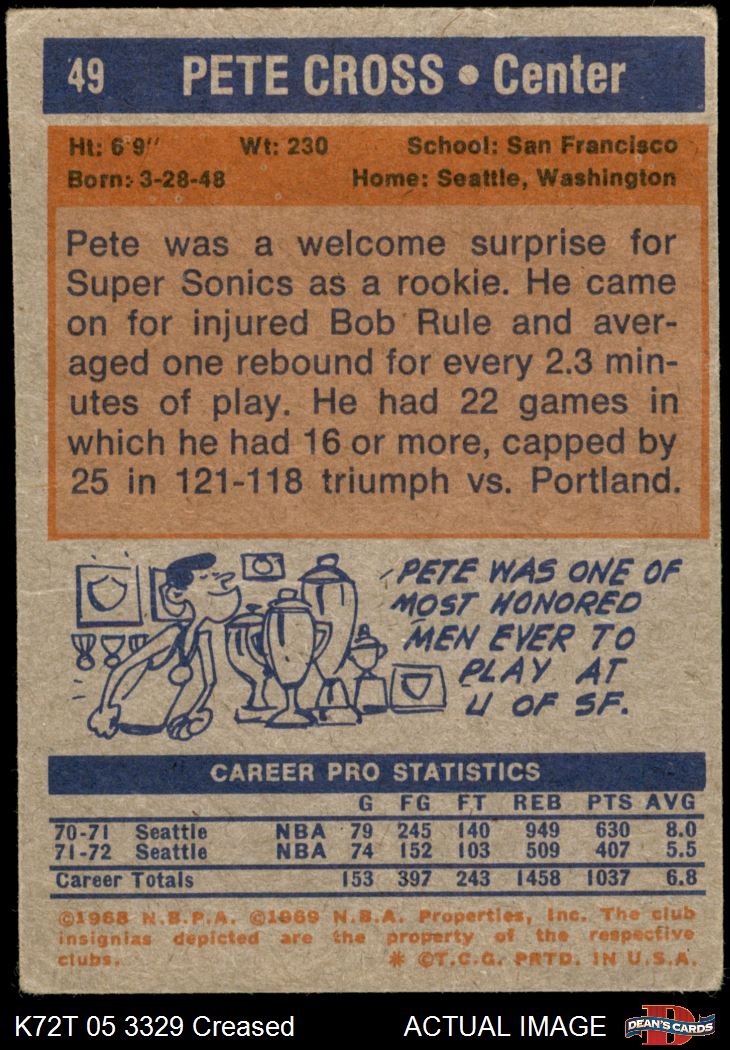 49 PETE CROSS • Center
Ht: 6'9" Wt: 230 School: San Francisco
Born: 3-28-48 Home: Seattle, Washington
Pete was a welcome surprise for
Super Sonics as a rookie. He came
on for injured Bob Rule and aver-
aged one rebound for every 2.3 min-
utes of play. He had 22 games in
which he had 16 or more, capped by
25 in 121-118 triumph vs. Portland.
PETE WAS ONE OF
MOST HONORED
MEN EVER TO
PLAY AT
U OF SF.
CAREER PRO STATISTICS
G FG FT REB PTS AVG
70-71 Seattle NBA 79 245 140 949 630 8.0
71-72 Seattle NBA 74 152 103 509 407 5.5
Career Totals 153 397 243 1458 1037 6.8
©1968 N.B.P.A. ©1969 N.B.A. Properties, Inc. The club
insignias depicted are the property of the respective
clubs. * ©T.C.G. PRTD. IN U.S.A.
K72T 05 3329 Creased ACTUAL IMAGE DEAN'S CARDS